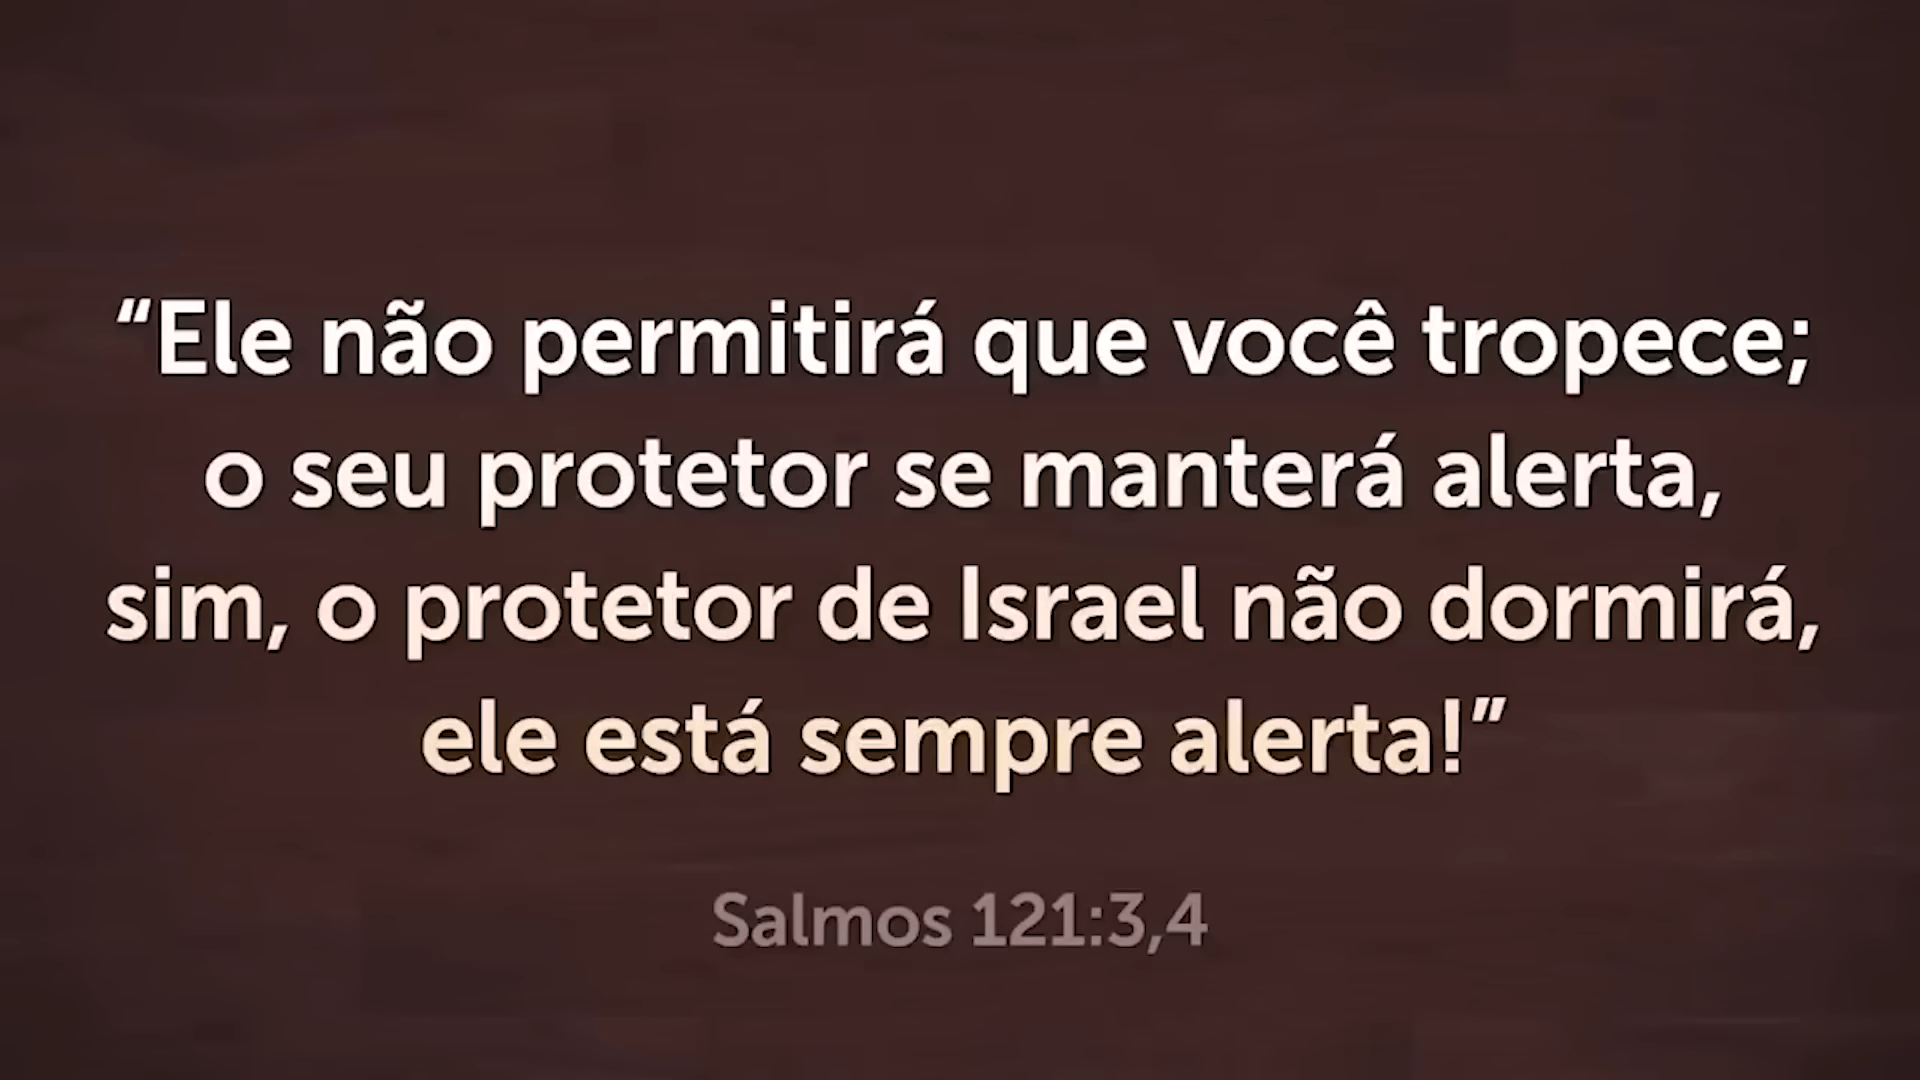 “Ele não permitirá que você tropece;
o seu protetor se manterá alerta,
sim, o protetor de Israel não dormirá,
ele está sempre alerta!”
Salmos 121:3,4